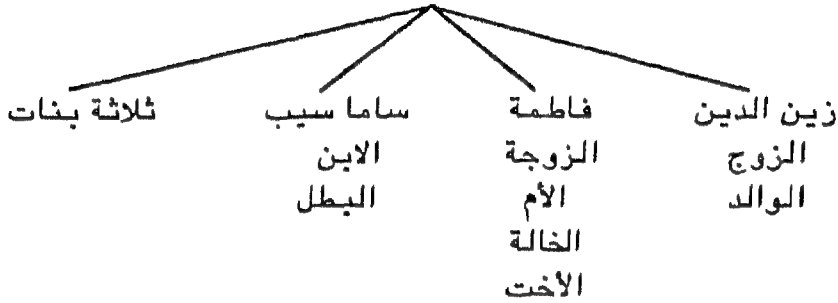 زين الدين فاطمة ساما سيب ثلاثة بنات
الزوج الزوجة الابن
الوالد الأم البطل
الخالة
الأخت